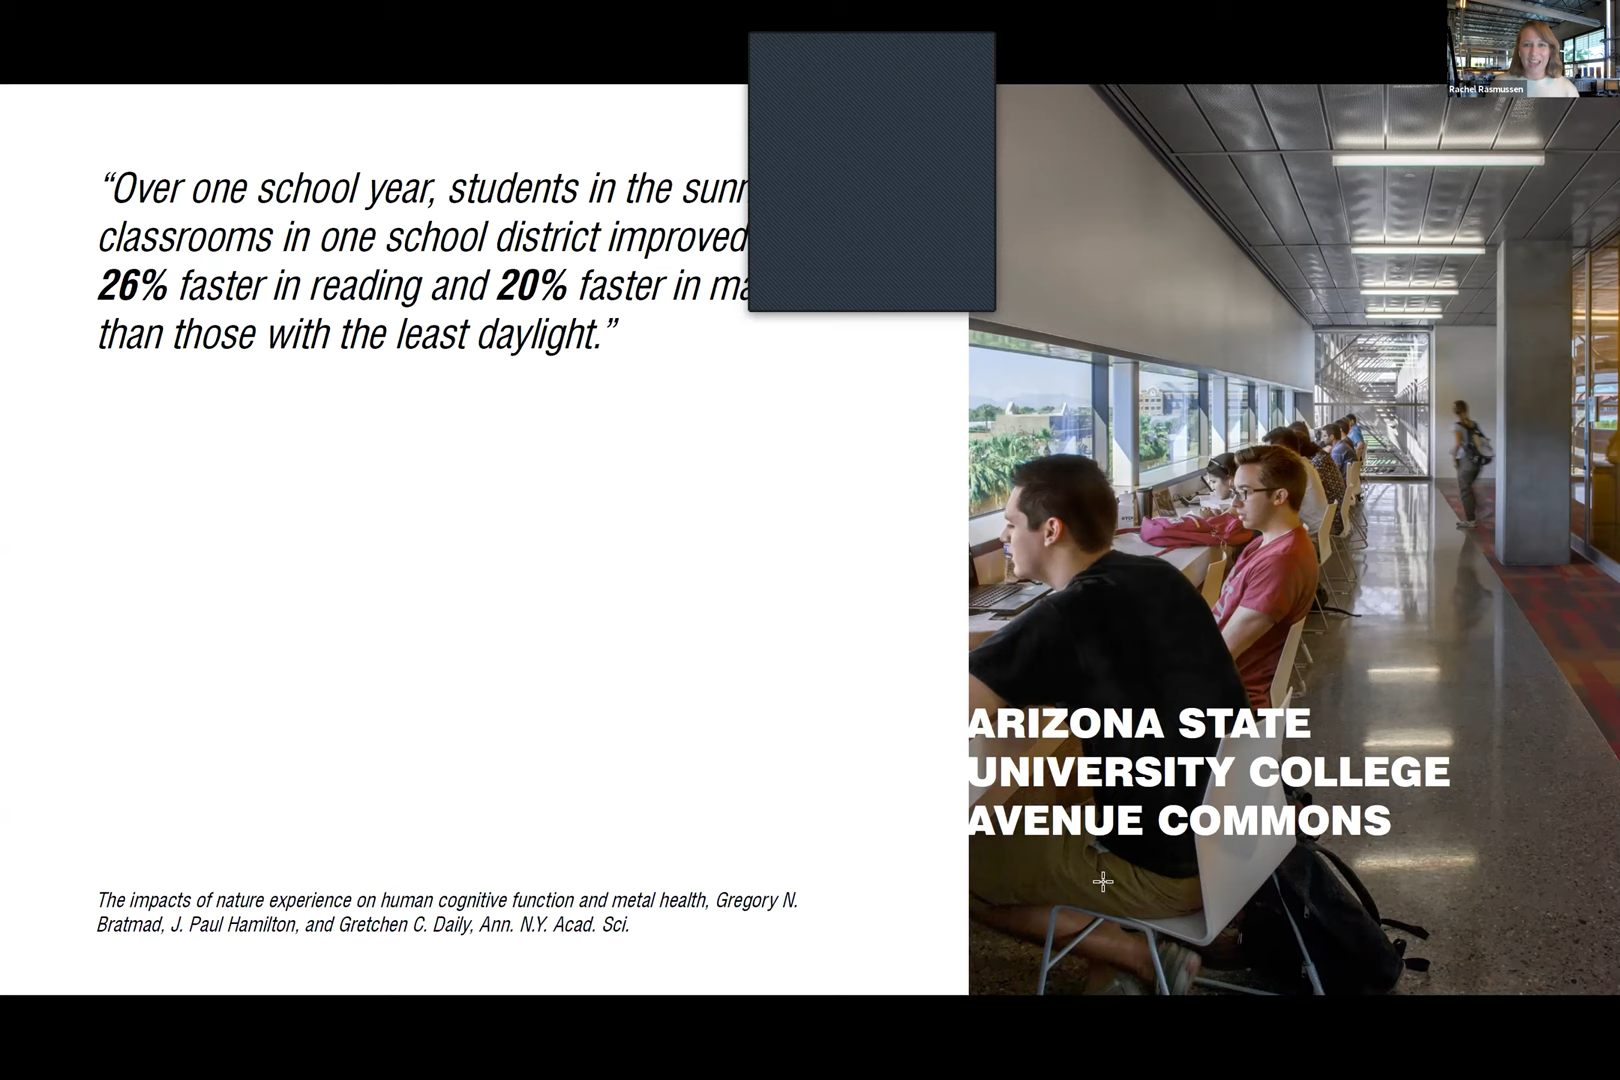 Rachel Rasmussen
“Over one school year, students in the
classrooms in one school district improved
26% faster in reading and 20% faster in
than those with the least daylight.”
ARIZONA STATE
UNIVERSITY COLLEGE
AVENUE COMMONS
The impacts of nature experience on human cognitive function and metal health, Gregory N.
Bratmad, J. Paul Hamilton, and Gretchen C. Daily, Ann. N.Y. Acad. Sci.